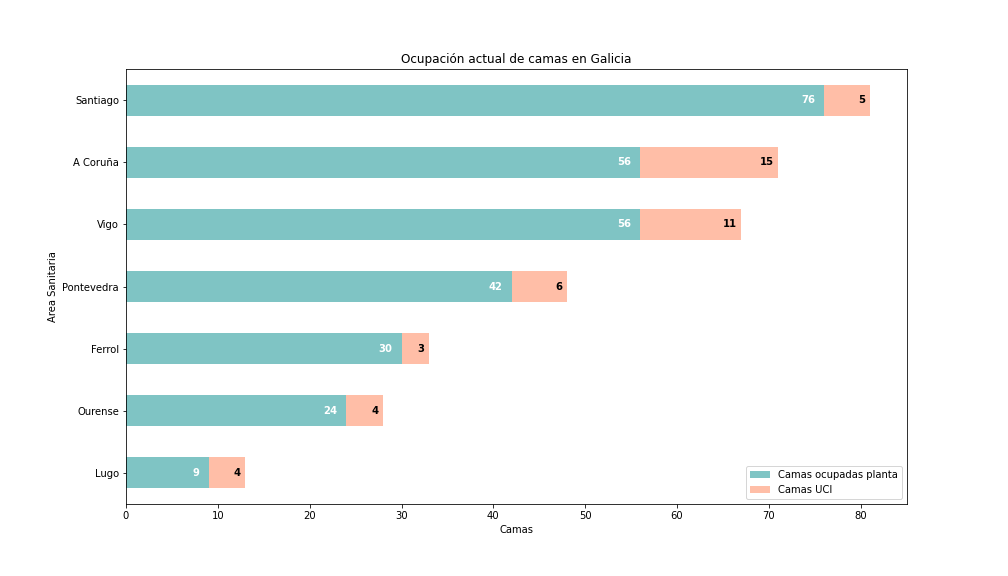 Ocupación actual de camas en Galicia
Area Sanitaria
Santiago 76 5
A Coruña 56 15
Vigo 56 11
Pontevedra 42 6
Ferrol 30 3
Ourense 24 4
Lugo 9 4
Camas ocupadas planta
Camas UCI
0 10 20 30 40 50 60 70 80
Camas